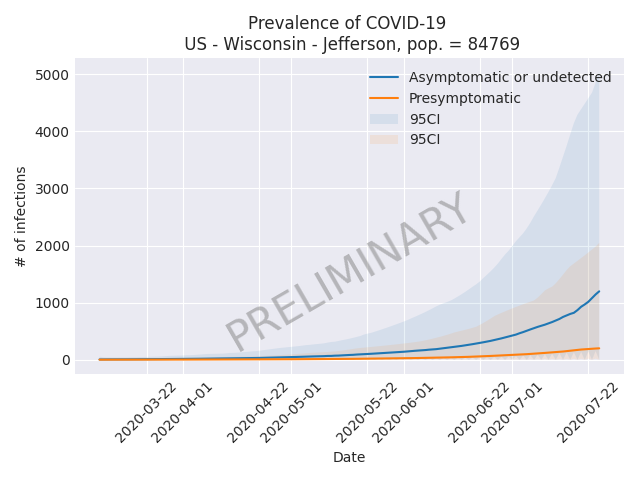 Prevalence of COVID-19
US - Wisconsin - Jefferson, pop. = 84769
5000
4000
3000
2000
1000
0
# of infections
Asymptomatic or undetected
Presymptomatic
95CI
95CI
PRELIMINARY
2020-03-22
2020-04-01
2020-04-22
2020-05-01
2020-05-22
2020-06-01
2020-06-22
2020-07-01
2020-07-22
Date